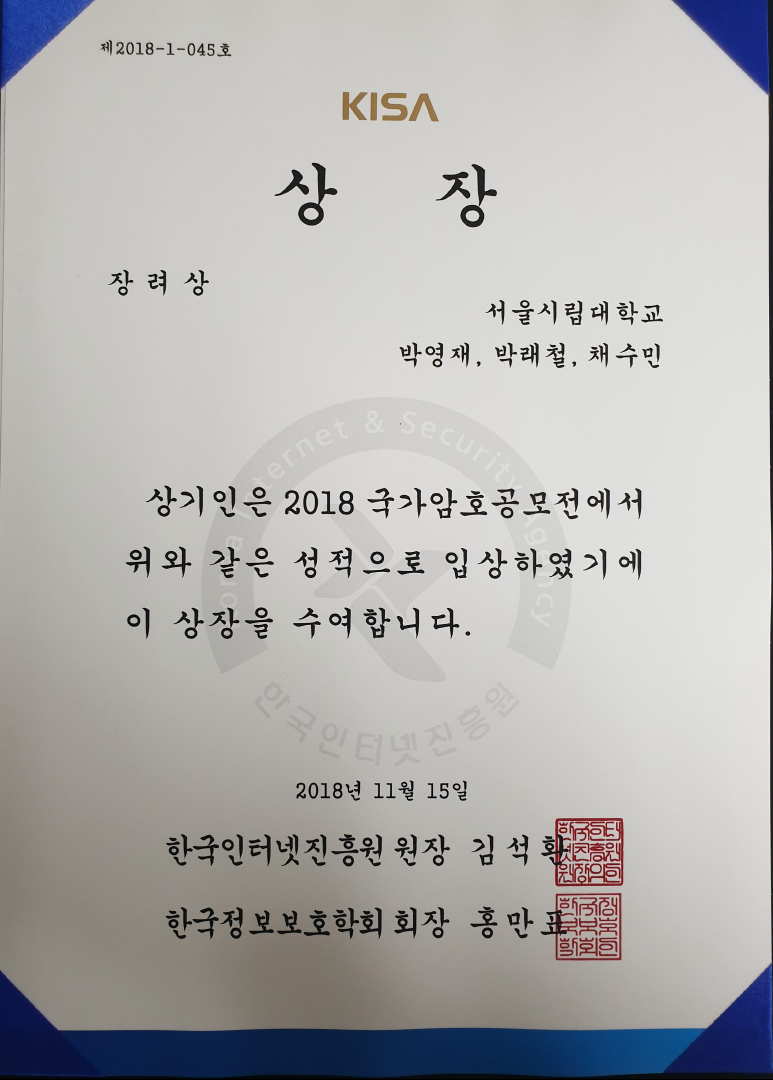 제2018-1-045호
KISA
상 장
장 려 상
서울시립대학교
박영재, 박래철, 채수민
Korea Internet & Security Agency
상기인은 2018 국가암호공모전에서
위와 같은 성적으로 입상하였기에
이 상장을 수여합니다.
한국인터넷진흥원
2018년 11월 15일
한국인터넷진흥원 원장 김석환
한국정보보호학회 회장 홍만표